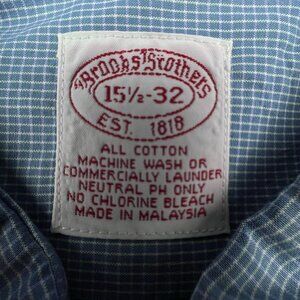 Brooks Brothers
15½-32
EST. 1818
ALL COTTON
MACHINE WASH OR
COMMERCIALLY LAUNDER
NEUTRAL PH ONLY
NO CHLORINE BLEACH
MADE IN MALAYSIA